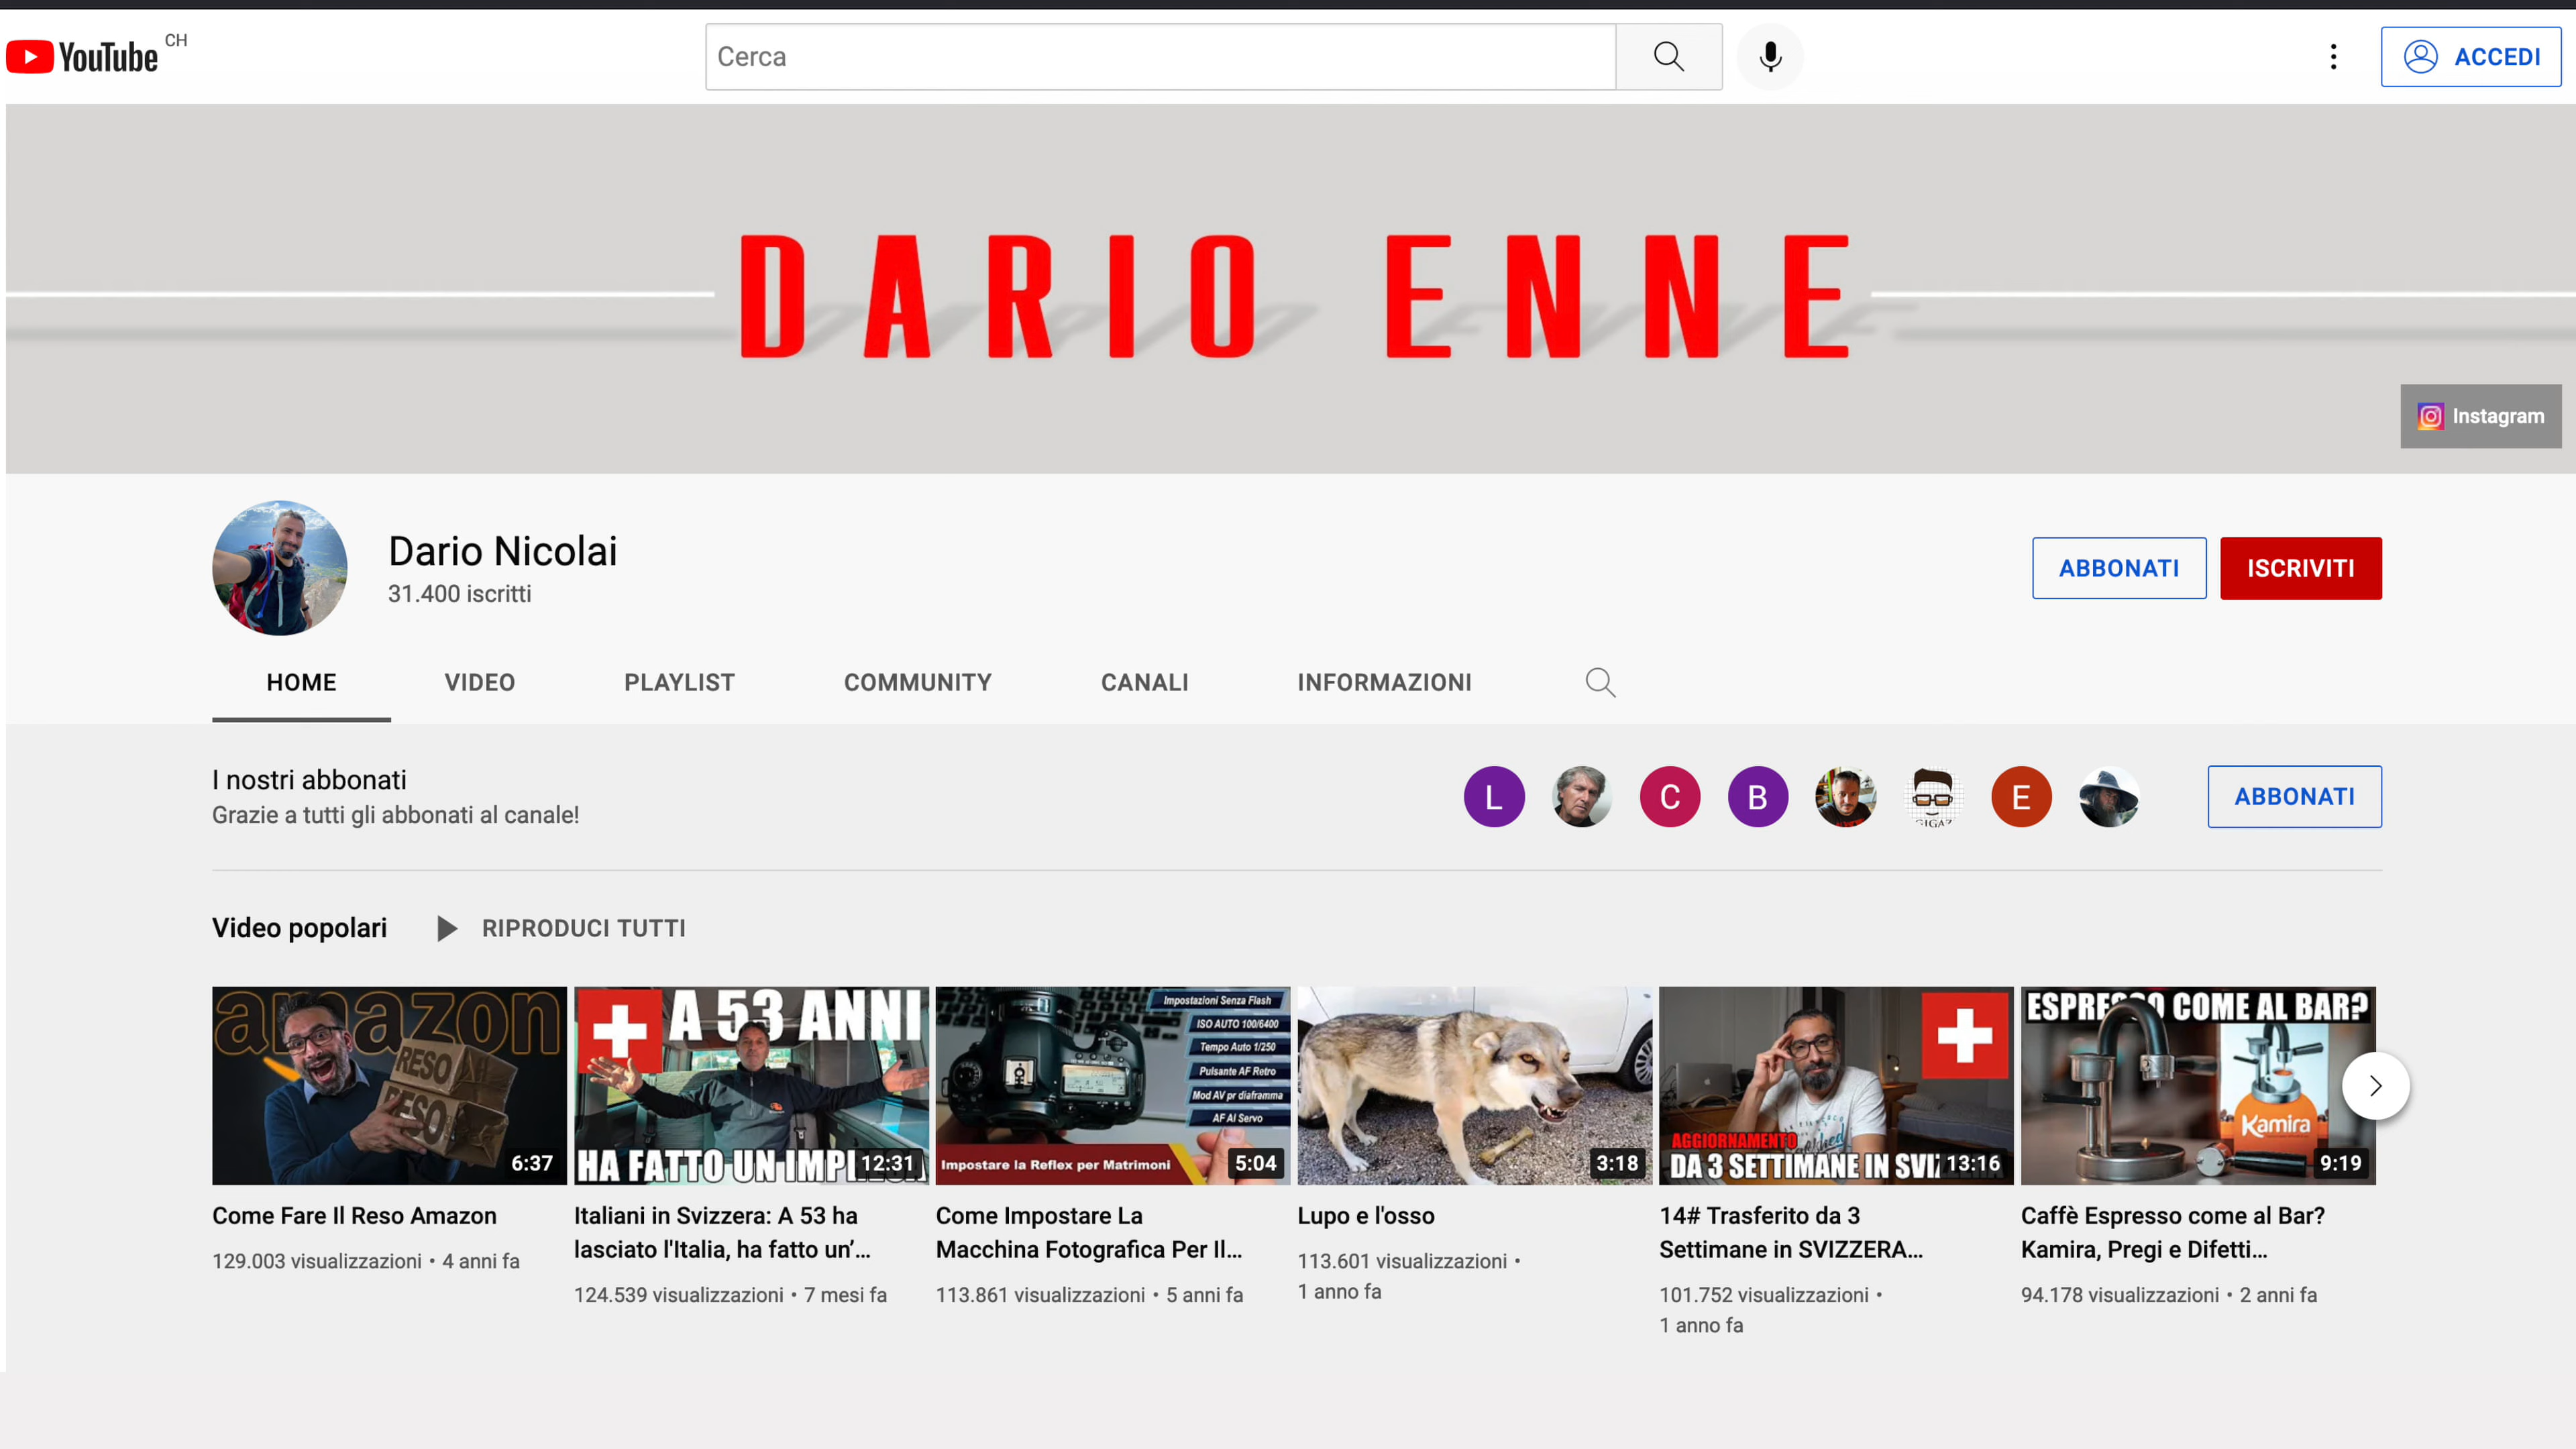 YouTube CH
Cerca
ACCEDI
DARIO ENNE
Instagram
Dario Nicolai
31.400 iscritti
ABBONATI
ISCRIVITI
HOME
VIDEO
PLAYLIST
COMMUNITY
CANALI
INFORMAZIONI
I nostri abbonati
Grazie a tutti gli abbonati al canale!
L
C
B
GIGAZ
E
ABBONATI
Video popolari
RIPRODUCI TUTTI
amazon
RESO
RESO
6:37
Come Fare Il Reso Amazon
129.003 visualizzazioni • 4 anni fa
A 53 ANNI
HA FATTO UN
12:31
Italiani in Svizzera: A 53 ha
lasciato l'Italia, ha fatto un'...
124.539 visualizzazioni • 7 mesi fa
Impostazioni Senza Flash
ISO AUTO 100/6400
Tempo Auto 1/250
Pulsante AF Retro
Mod AV pr diaframma
AF AI Servo
Impostare la Reflex per Matrimoni
5:04
Come Impostare La
Macchina Fotografica Per Il...
113.861 visualizzazioni • 5 anni fa
3:18
Lupo e l'osso
113.601 visualizzazioni •
1 anno fa
AGGIORNAMENTO
DA 3 SETTIMANE IN
13:16
14# Trasferito da 3
Settimane in SVIZZERA...
101.752 visualizzazioni •
1 anno fa
ESPRESSO COME AL BAR?
Kamira
9:19
Caffè Espresso come al Bar?
Kamira, Pregi e Difetti...
94.178 visualizzazioni • 2 anni fa